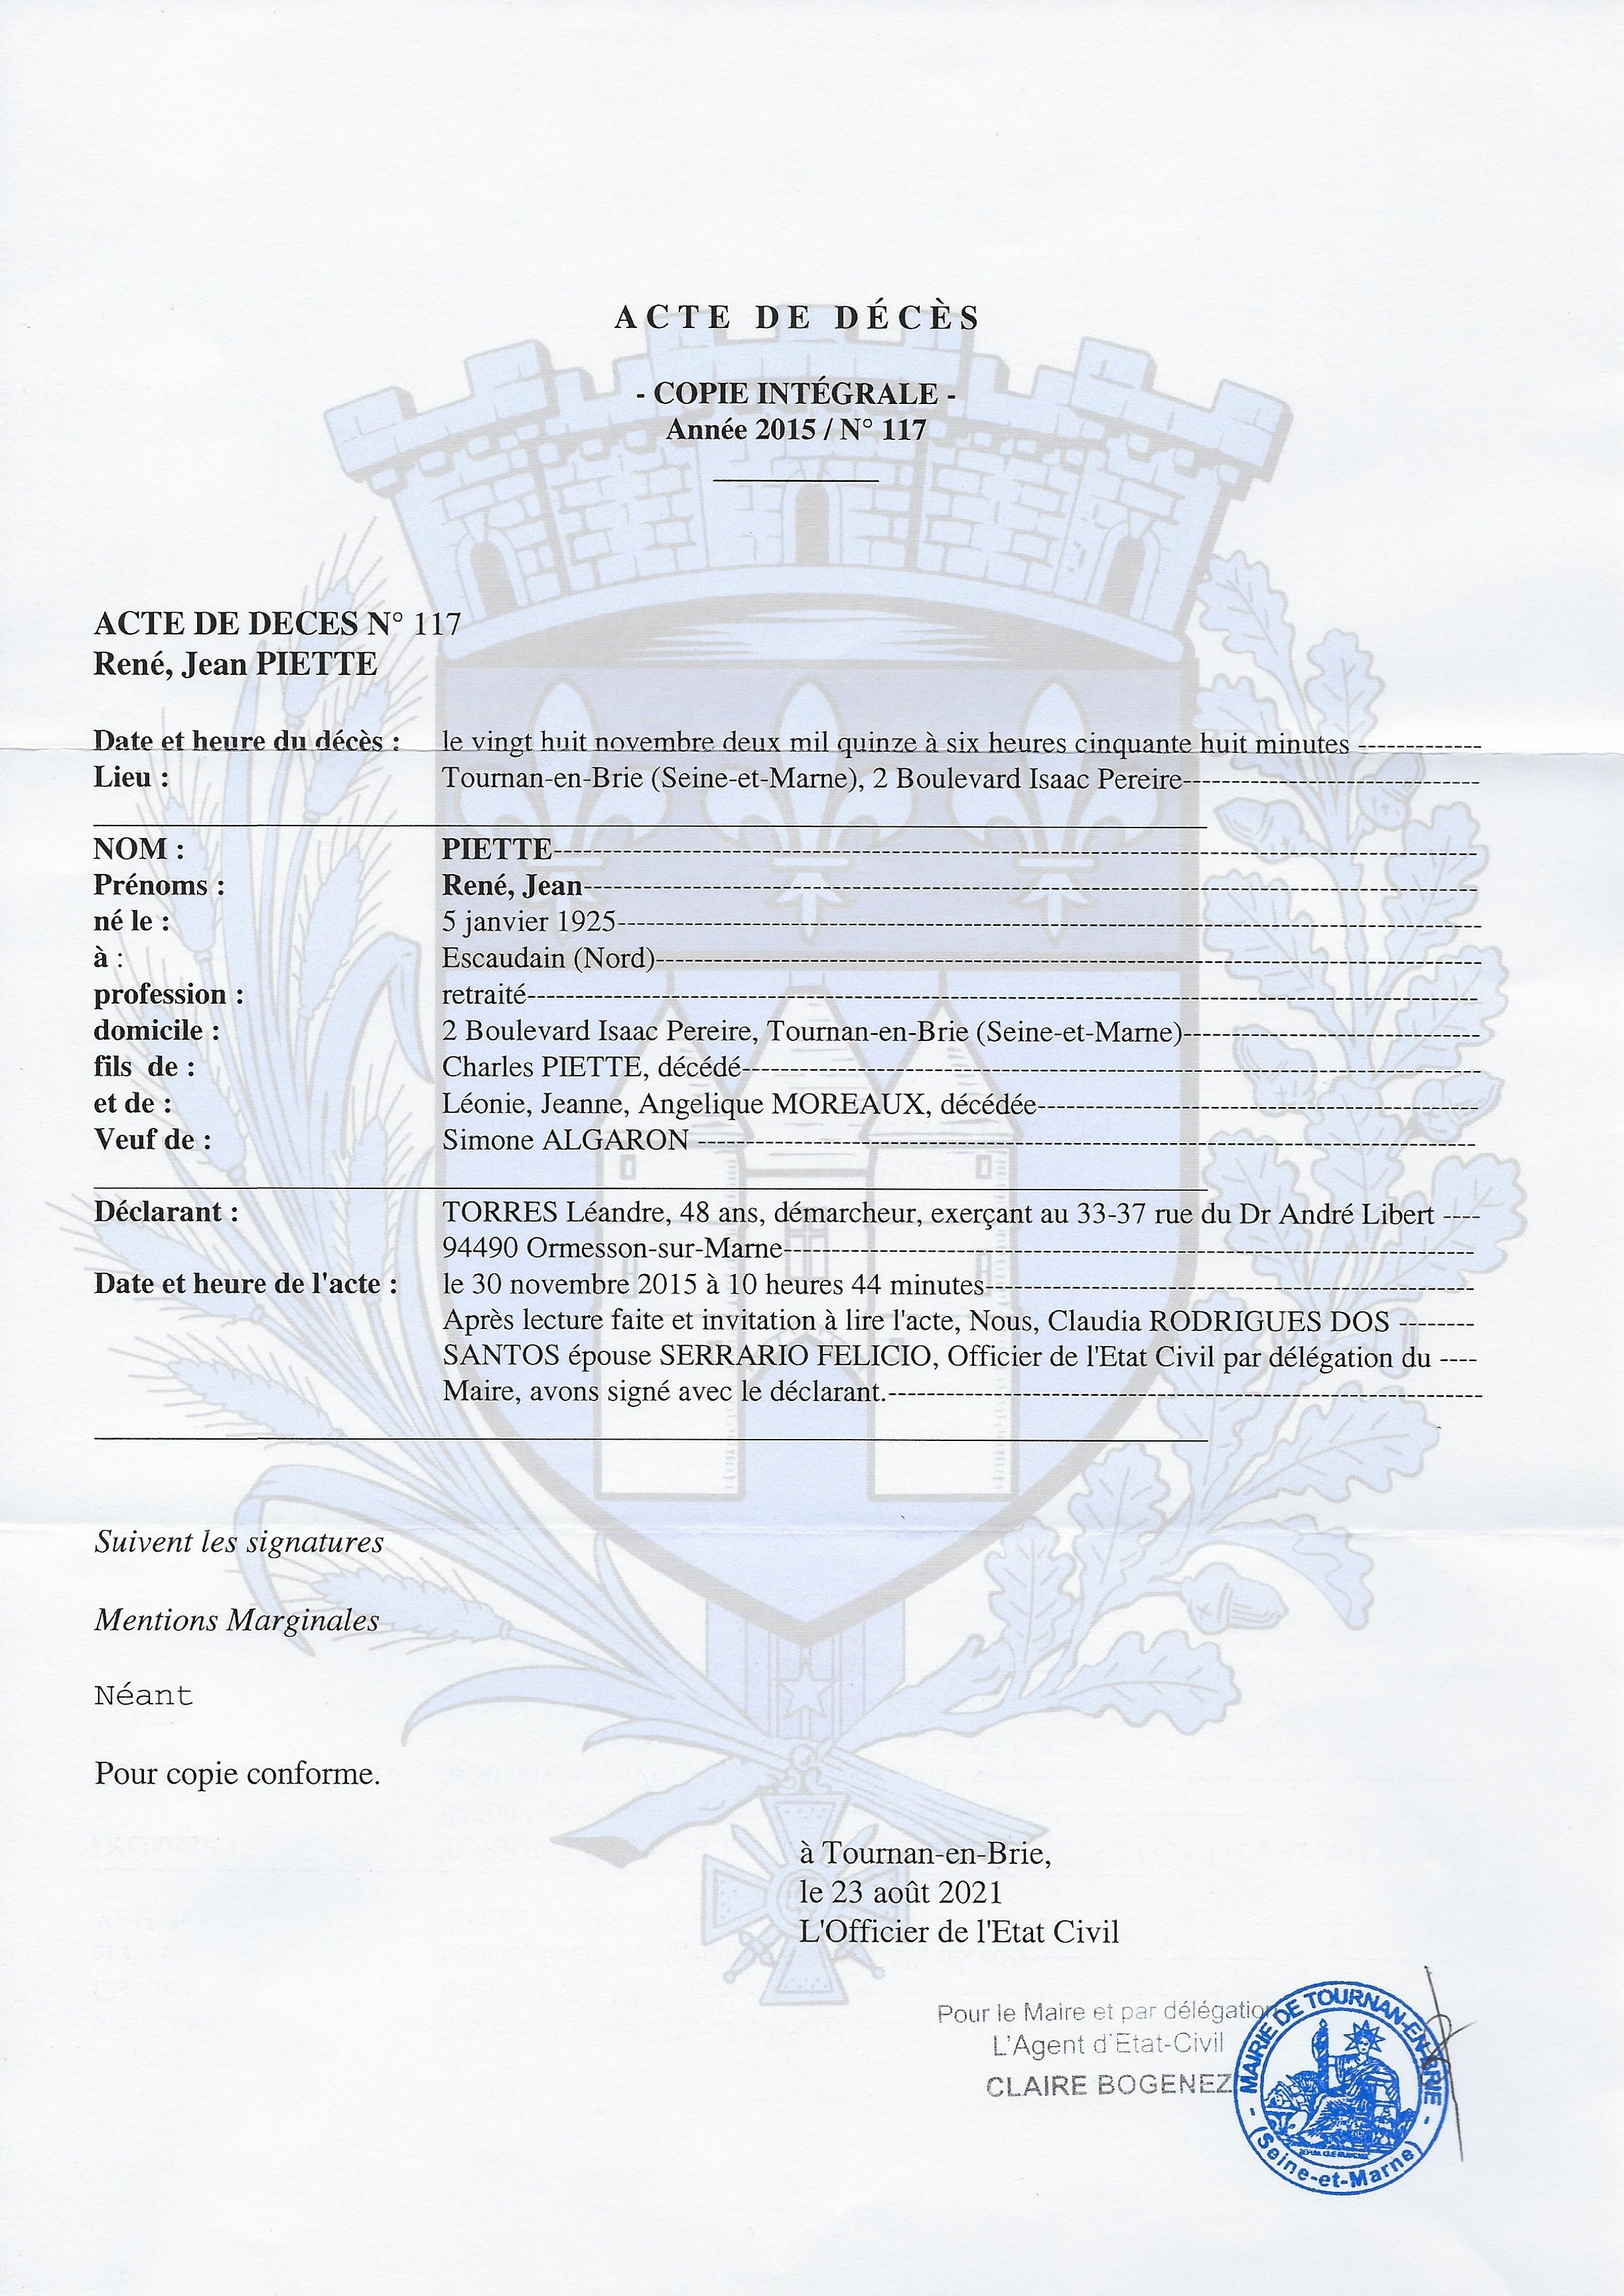 ACTE DE DÉCÈS
- COPIE INTÉGRALE -
Année 2015 / N° 117
ACTE DE DECES N° 117
René, Jean PIETTE
Date et heure du décès : le vingt huit novembre deux mil quinze à six heures cinquante huit minutes -------------
Lieu : Tournan-en-Brie (Seine-et-Marne), 2 Boulevard Isaac Pereire-----------------------------
NOM : PIETTE
Prénoms : René, Jean
né le : 5 janvier 1925
à : Escaudain (Nord)
profession : retraité
domicile : 2 Boulevard Isaac Pereire, Tournan-en-Brie (Seine-et-Marne)
fils de : Charles PIETTE, décédé
et de : Léonie, Jeanne, Angelique MOREAUX, décédée
Veuf de : Simone ALGARON
Déclarant : TORRES Léandre, 48 ans, démarcheur, exerçant au 33-37 rue du Dr André Libert ----
94490 Ormesson-sur-Marne
Date et heure de l'acte : le 30 novembre 2015 à 10 heures 44 minutes
Après lecture faite et invitation à lire l'acte, Nous, Claudia RODRIGUES DOS --------
SANTOS épouse SERRARIO FELICIO, Officier de l'Etat Civil par délégation du ----
Maire, avons signé avec le déclarant.
Suivent les signatures
Mentions Marginales
Néant
Pour copie conforme.
à Tournan-en-Brie,
le 23 août 2021
L'Officier de l'Etat Civil
Pour le Maire et par délégation
L'Agent d'Etat-Civil
CLAIRE BOGENEZ
MAIRIE DE TOURNAN-EN-BRIE
(Seine-et-Marne)